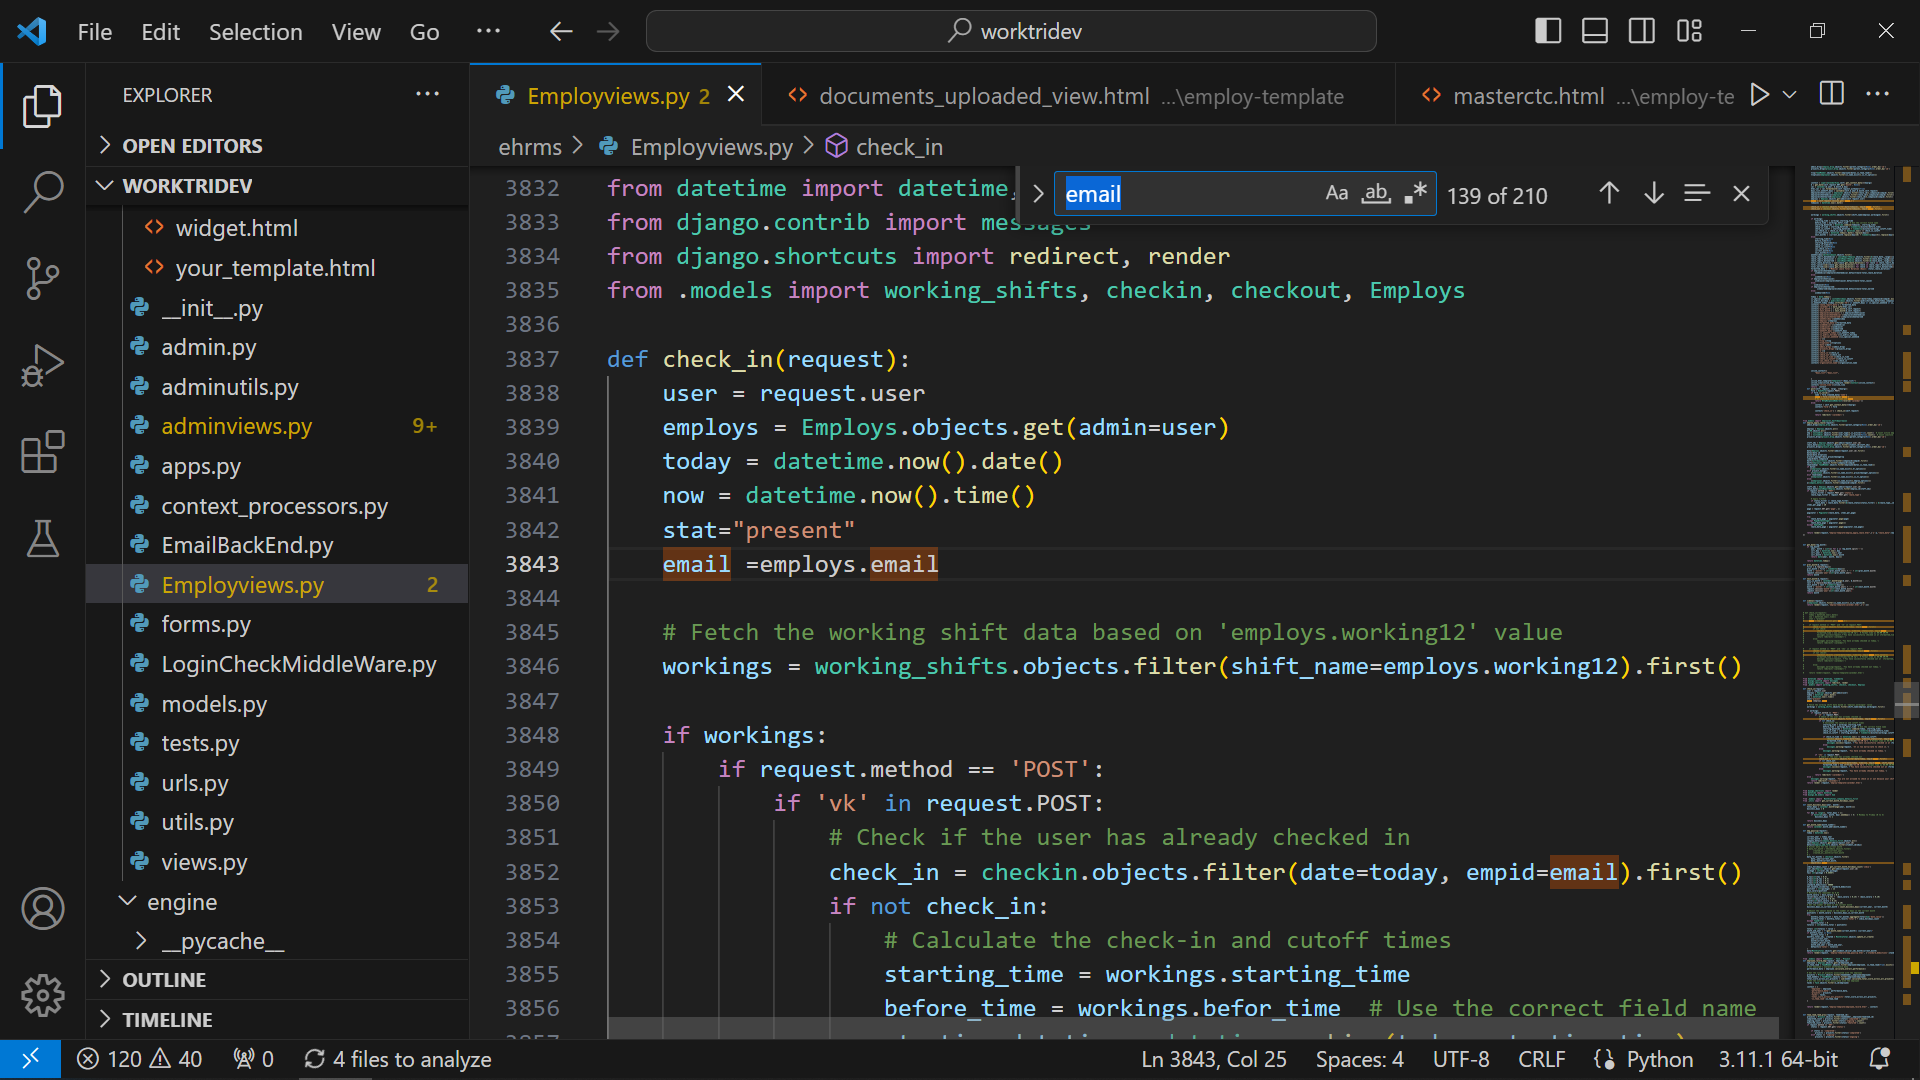 File Edit Selection View Go ··· worktridev
EXPLORER ···
OPEN EDITORS
WORKTRIDEV
widget.html
your_template.html
__init__.py
admin.py
adminutils.py
adminviews.py 9+
apps.py
context_processors.py
EmailBackEnd.py
Employviews.py 2
forms.py
LoginCheckMiddleWare.py
models.py
tests.py
urls.py
utils.py
views.py
engine
__pycache__
OUTLINE
TIMELINE
Employviews.py 2 documents_uploaded_view.html ...\employ-template masterctc.html ...\employ-te
ehrms > Employviews.py > check_in
email Aa ab .* 139 of 210
3832 from datetime import datetime,
3833 from django.contrib import messages
3834 from django.shortcuts import redirect, render
3835 from .models import working_shifts, checkin, checkout, Employs
3836
3837 def check_in(request):
3838 user = request.user
3839 employs = Employs.objects.get(admin=user)
3840 today = datetime.now().date()
3841 now = datetime.now().time()
3842 stat="present"
3843 email =employs.email
3844
3845 # Fetch the working shift data based on 'employs.working12' value
3846 workings = working_shifts.objects.filter(shift_name=employs.working12).first()
3847
3848 if workings:
3849 if request.method == 'POST':
3850 if 'vk' in request.POST:
3851 # Check if the user has already checked in
3852 check_in = checkin.objects.filter(date=today, empid=email).first()
3853 if not check_in:
3854 # Calculate the check-in and cutoff times
3855 starting_time = workings.starting_time
3856 before_time = workings.befor_time # Use the correct field name
120 40 0 4 files to analyze Ln 3843, Col 25 Spaces: 4 UTF-8 CRLF Python 3.11.1 64-bit